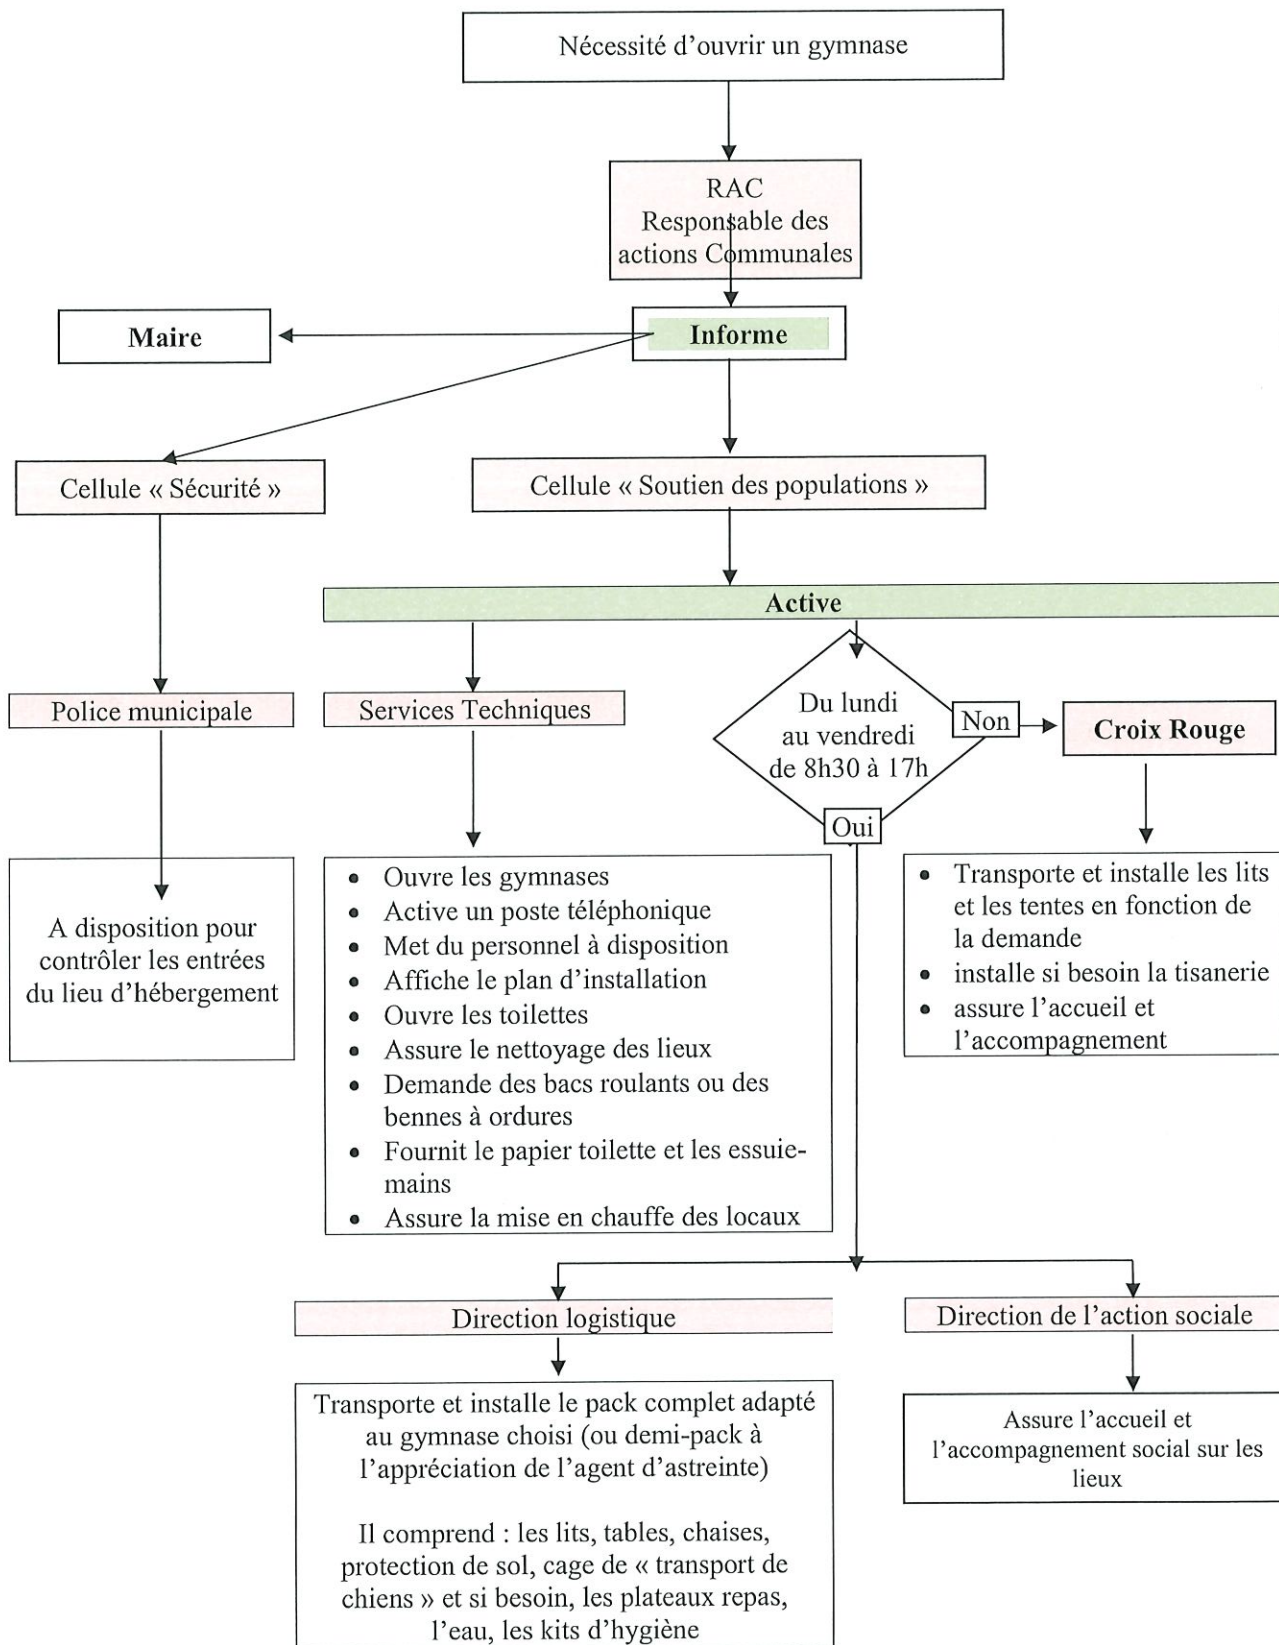 Nécessité d'ouvrir un gymnase
RAC
Responsable des
actions Communales
Maire
Informe
Cellule « Sécurité »
Cellule « Soutien des populations »
Active
Police municipale
Services Techniques
Du lundi
au vendredi
de 8h30 à 17h
Non
Croix Rouge
Oui
A disposition pour
contrôler les entrées
du lieu d'hébergement
• Ouvre les gymnases
• Active un poste téléphonique
• Met du personnel à disposition
• Affiche le plan d'installation
• Ouvre les toilettes
• Assure le nettoyage des lieux
• Demande des bacs roulants ou des
bennes à ordures
• Fournit le papier toilette et les essuie-
mains
• Assure la mise en chauffe des locaux
• Transporte et installe les lits
et les tentes en fonction de
la demande
• installe si besoin la tisanerie
• assure l'accueil et
l'accompagnement
Direction logistique
Direction de l'action sociale
Transporte et installe le pack complet adapté
au gymnase choisi (ou demi-pack à
l'appréciation de l'agent d'astreinte)
Il comprend : les lits, tables, chaises,
protection de sol, cage de « transport de
chiens » et si besoin, les plateaux repas,
l'eau, les kits d'hygiène
Assure l'accueil et
l'accompagnement social sur les
lieux